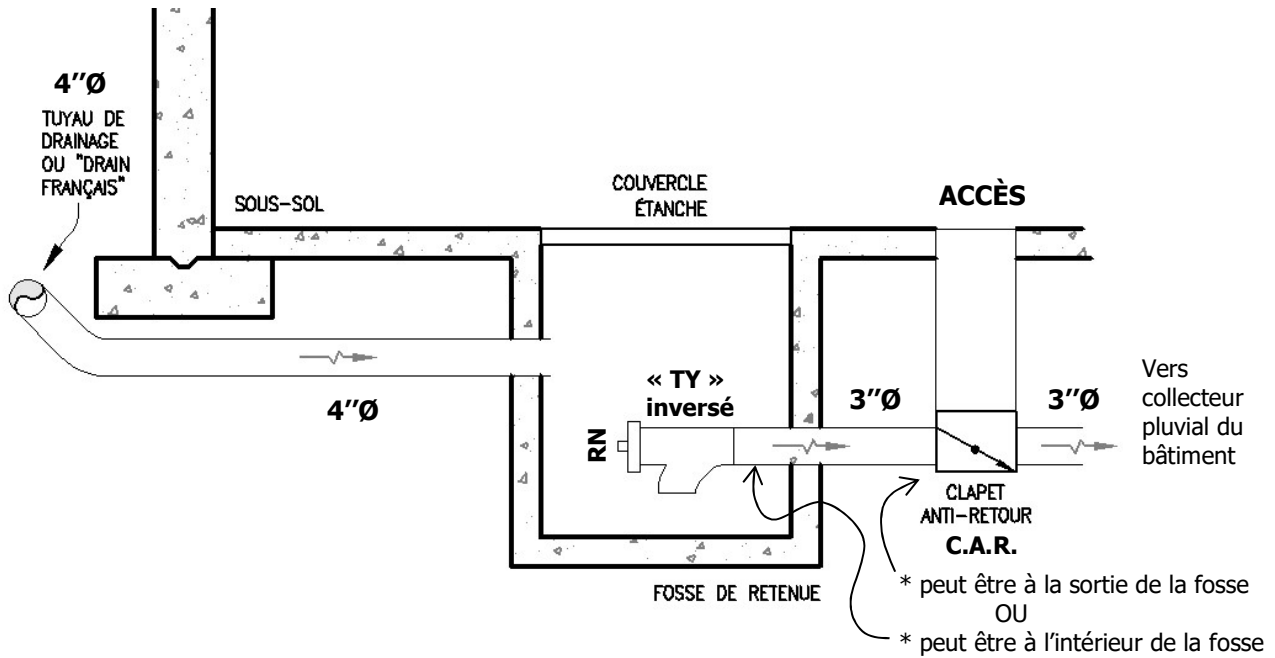 4"Ø
TUYAU DE
DRAINAGE
OU "DRAIN
FRANÇAIS"
SOUS-SOL
COUVERCLE
ÉTANCHE
ACCÈS
4"Ø
« TY »
inversé
RN
3"Ø
3"Ø
Vers
collecteur
pluvial du
bâtiment
CLAPET
ANTI-RETOUR
C.A.R.
FOSSE DE RETENUE
* peut être à la sortie de la fosse
OU
* peut être à l'intérieur de la fosse